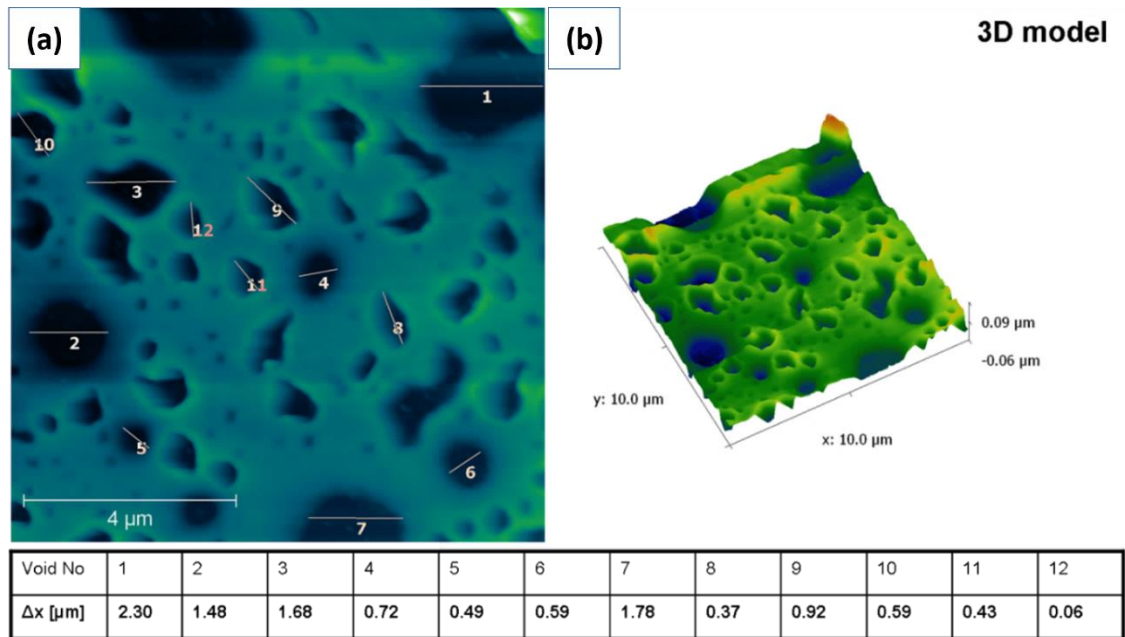 (a)
(b)
3D model
1
10
3
9
12
4
11
8
2
5
6
7
4 µm
0.09 µm
-0.06 µm
y: 10.0 µm
x: 10.0 µm
Void No 1 2 3 4 5 6 7 8 9 10 11 12
Δx [µm] 2.30 1.48 1.68 0.72 0.49 0.59 1.78 0.37 0.92 0.59 0.43 0.06